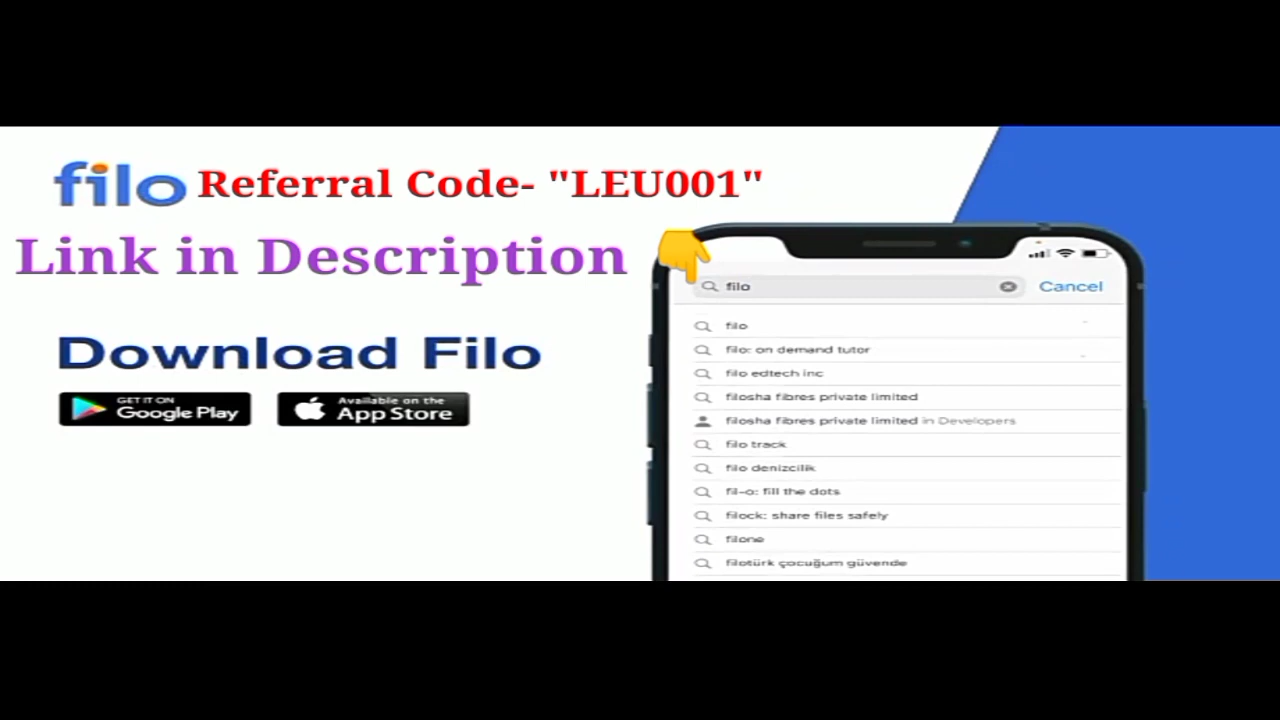 filo Referral Code- "LEU001"
Link in Description
Download Filo
GET IT ON
Google Play
Available on the
App Store
filo
Cancel
filo
filo: on demand tutor
filo edtech inc
filosha fibres private limited
filosha fibres private limited in Developers
filo track
filo denizcilik
fil-o: fill the dots
filock: share files safely
filone
filotürk çocuğum güvende